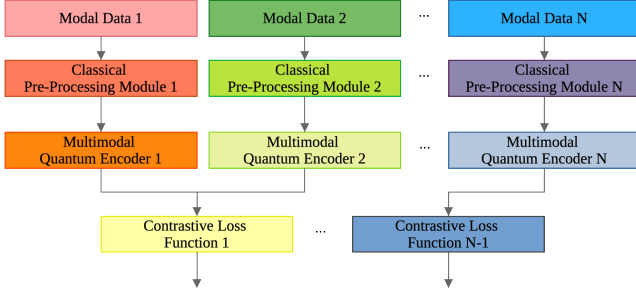 Modal Data 1
Modal Data 2
...
Modal Data N
Classical
Pre-Processing Module 1
Classical
Pre-Processing Module 2
...
Classical
Pre-Processing Module N
Multimodal
Quantum Encoder 1
Multimodal
Quantum Encoder 2
...
Multimodal
Quantum Encoder N
Contrastive Loss
Function 1
...
Contrastive Loss
Function N-1